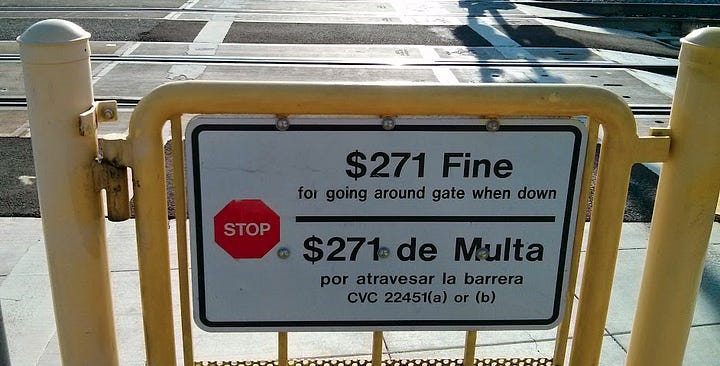 $271 Fine
for going around gate when down
STOP
$271 de Multa
por atravesar la barrera
CVC 22451(a) or (b)